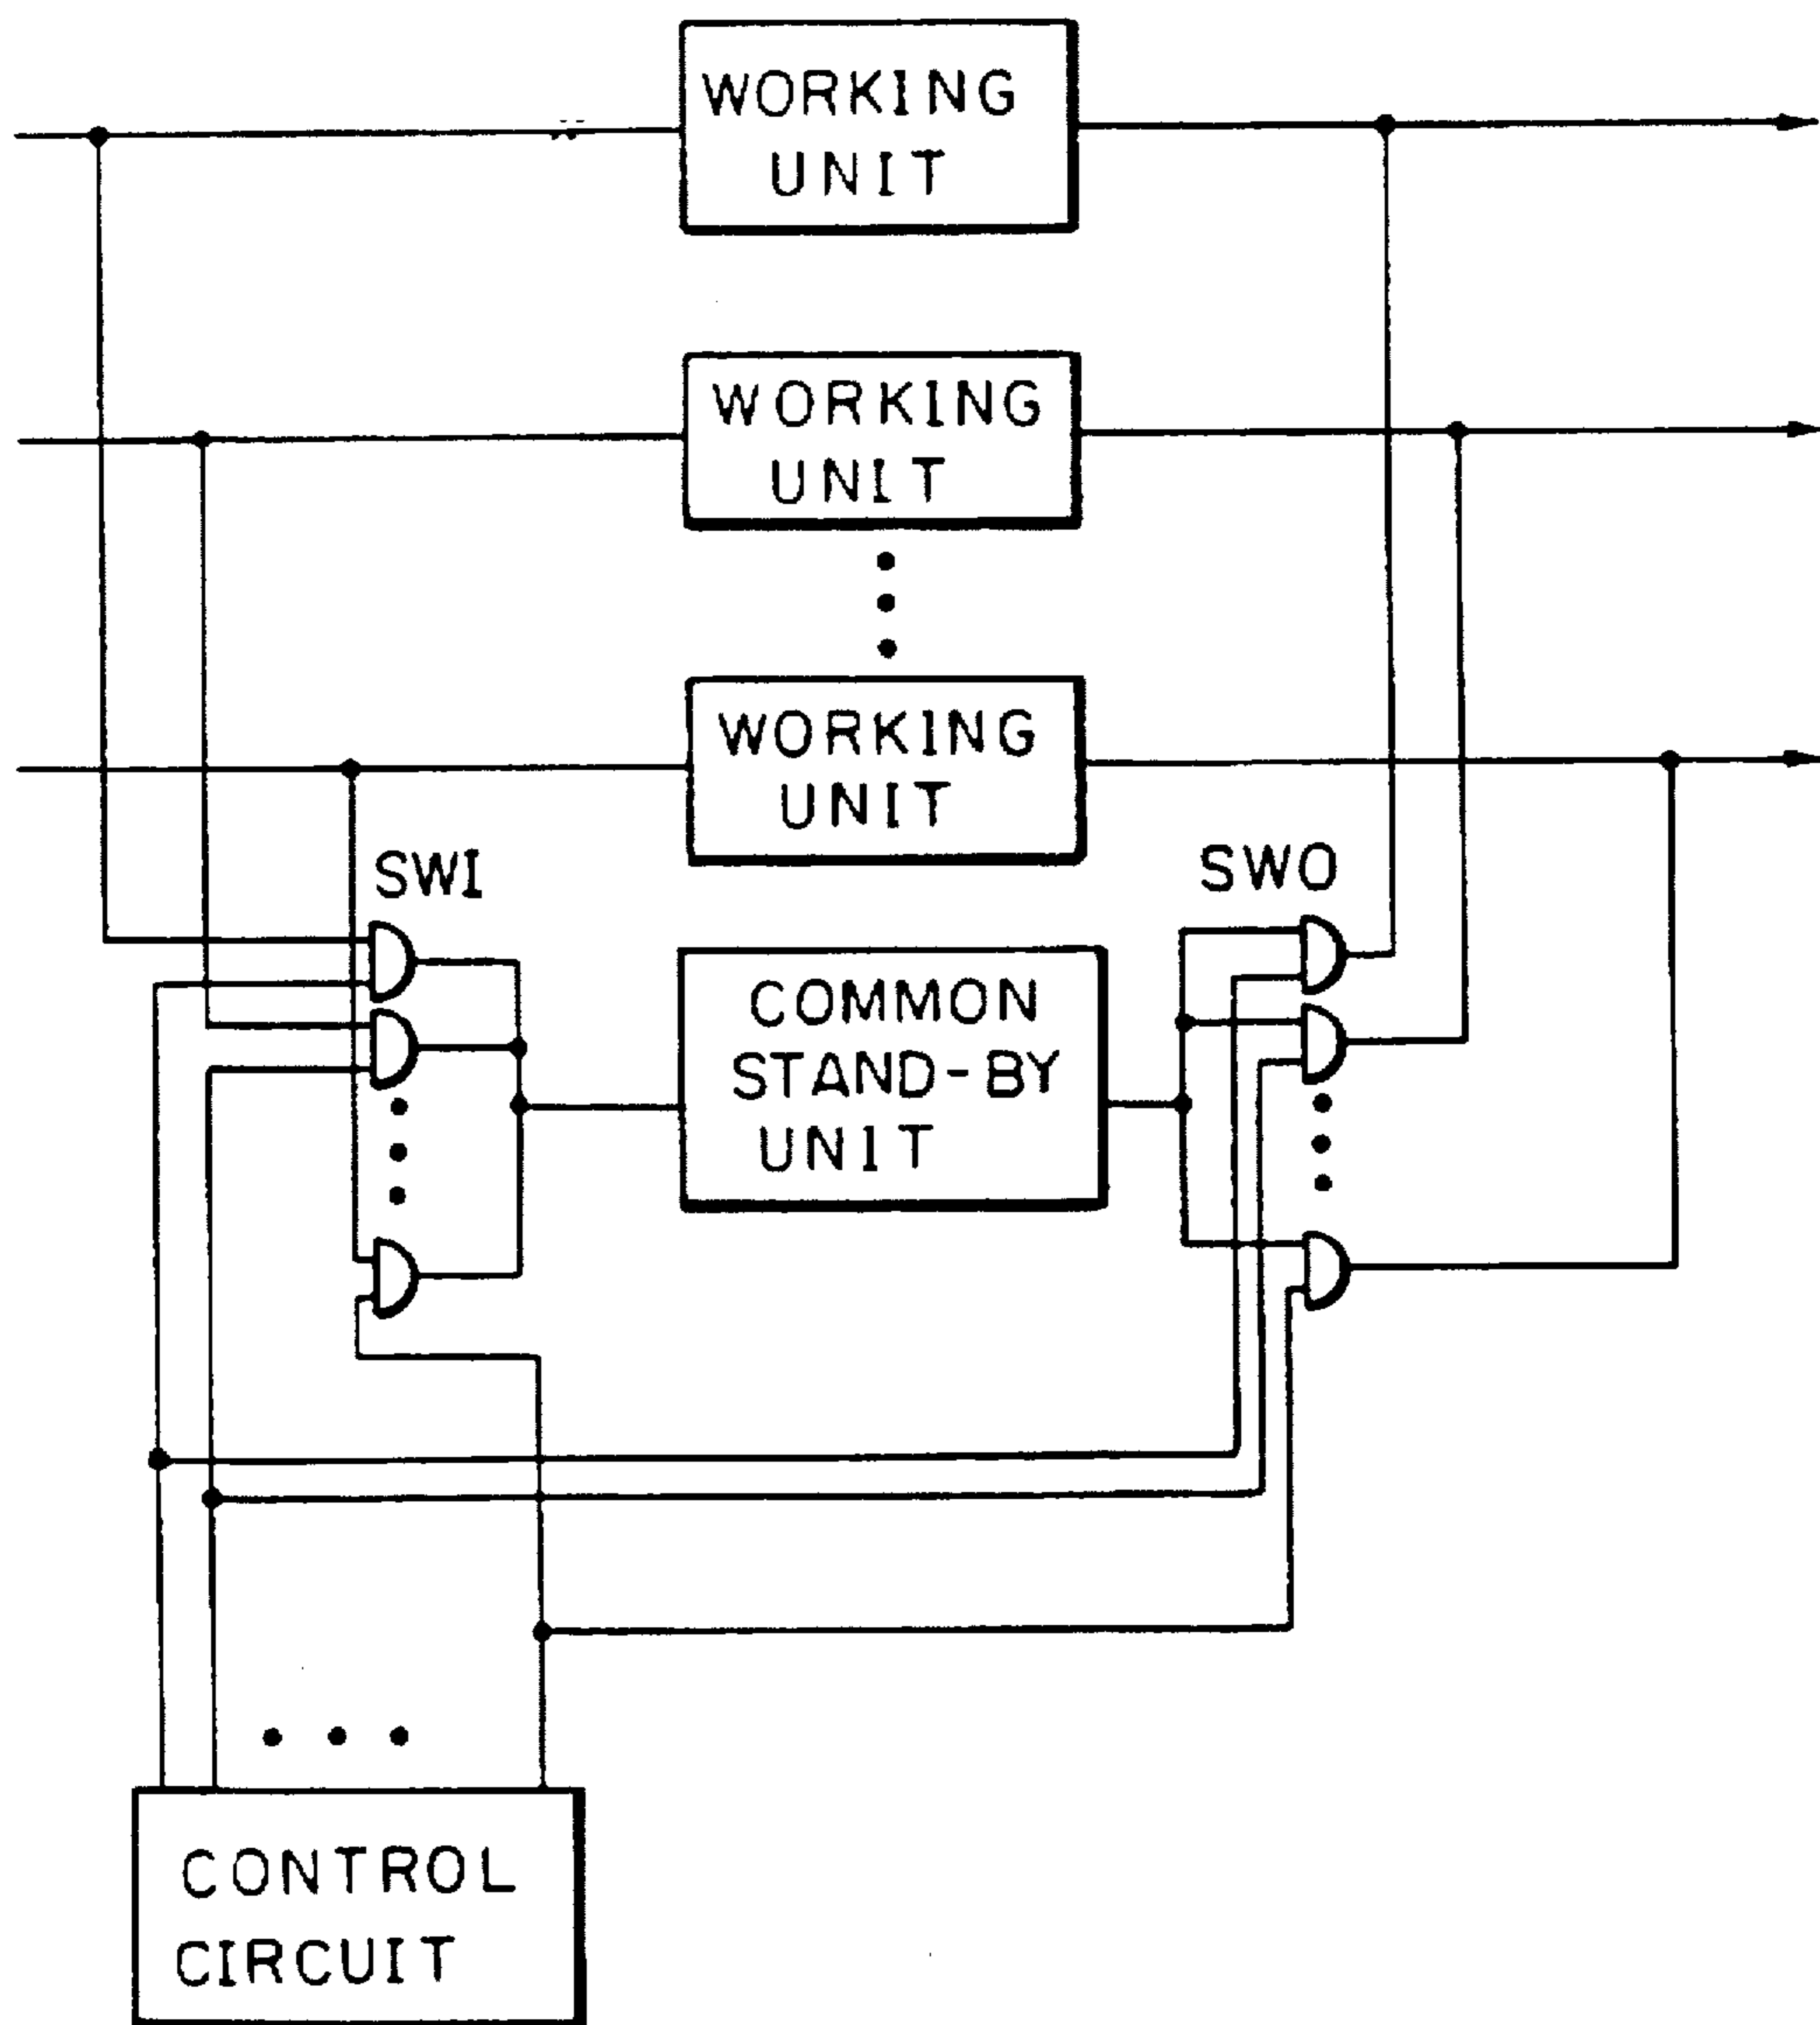 WORKING
UNIT
WORKING
UNIT
WORKING
UNIT
SWI
SWO
COMMON
STAND-BY
UNIT
CONTROL
CIRCUIT